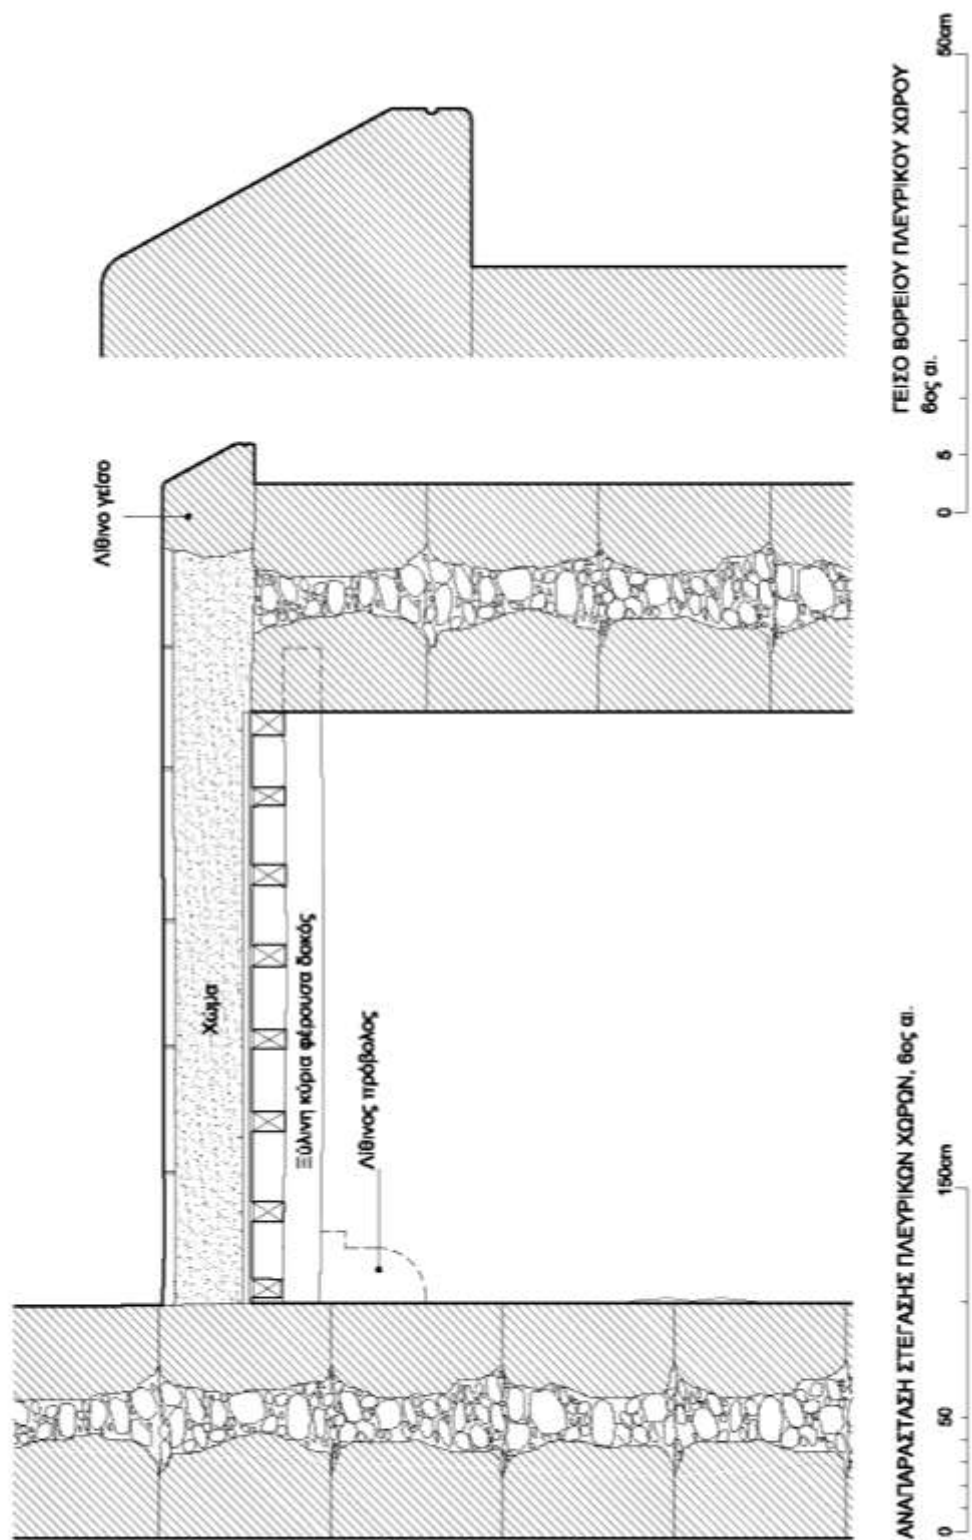 Λίθινο γείσο
Χώμα
Ξύλινη κύρια φέρουσα δοκός
Λίθινος πρόβολος
ΑΝΑΠΑΡΑΣΤΑΣΗ ΣΤΕΓΑΣΗΣ ΠΛΕΥΡΙΚΩΝ ΧΩΡΩΝ, 6ος αι.
0 50 150cm
ΓΕΙΣΟ ΒΟΡΕΙΟΥ ΠΛΕΥΡΙΚΟΥ ΧΩΡΟΥ
6ος αι.
0 5 50cm